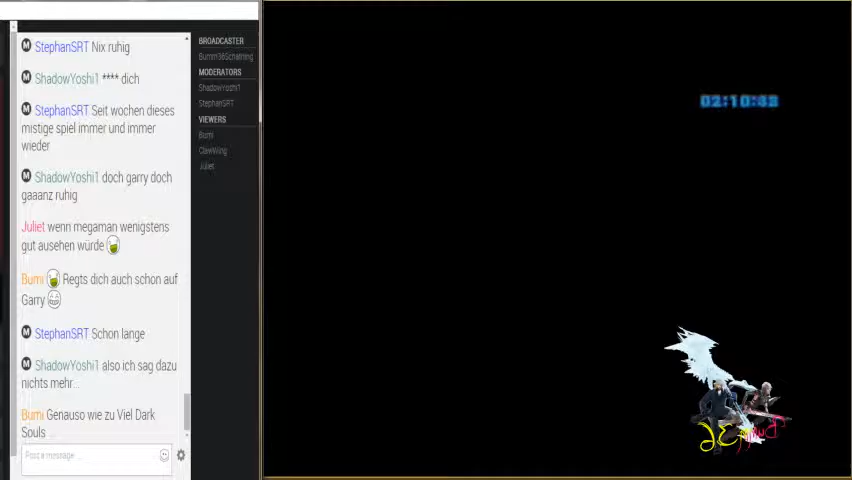 StephanSRT Nix ruhig
ShadowYoshi1 **** dich
StephanSRT Seit wochen dieses
mistige spiel immer und immer
wieder
ShadowYoshi1 doch garry doch
gaaanz ruhig
Juliet wenn megaman wenigstens
gut ausehen würde
Bumi Regts dich auch schon auf
Garry
StephanSRT Schon lange
ShadowYoshi1 also ich sag dazu
nichts mehr...
Bumi Genauso wie zu Viel Dark
Souls
Post a message ...
BROADCASTER
MODERATORS
ShadowYoshi1
StephanSRT
VIEWERS
Bumi
ClawWing
Juliet
02:10:48